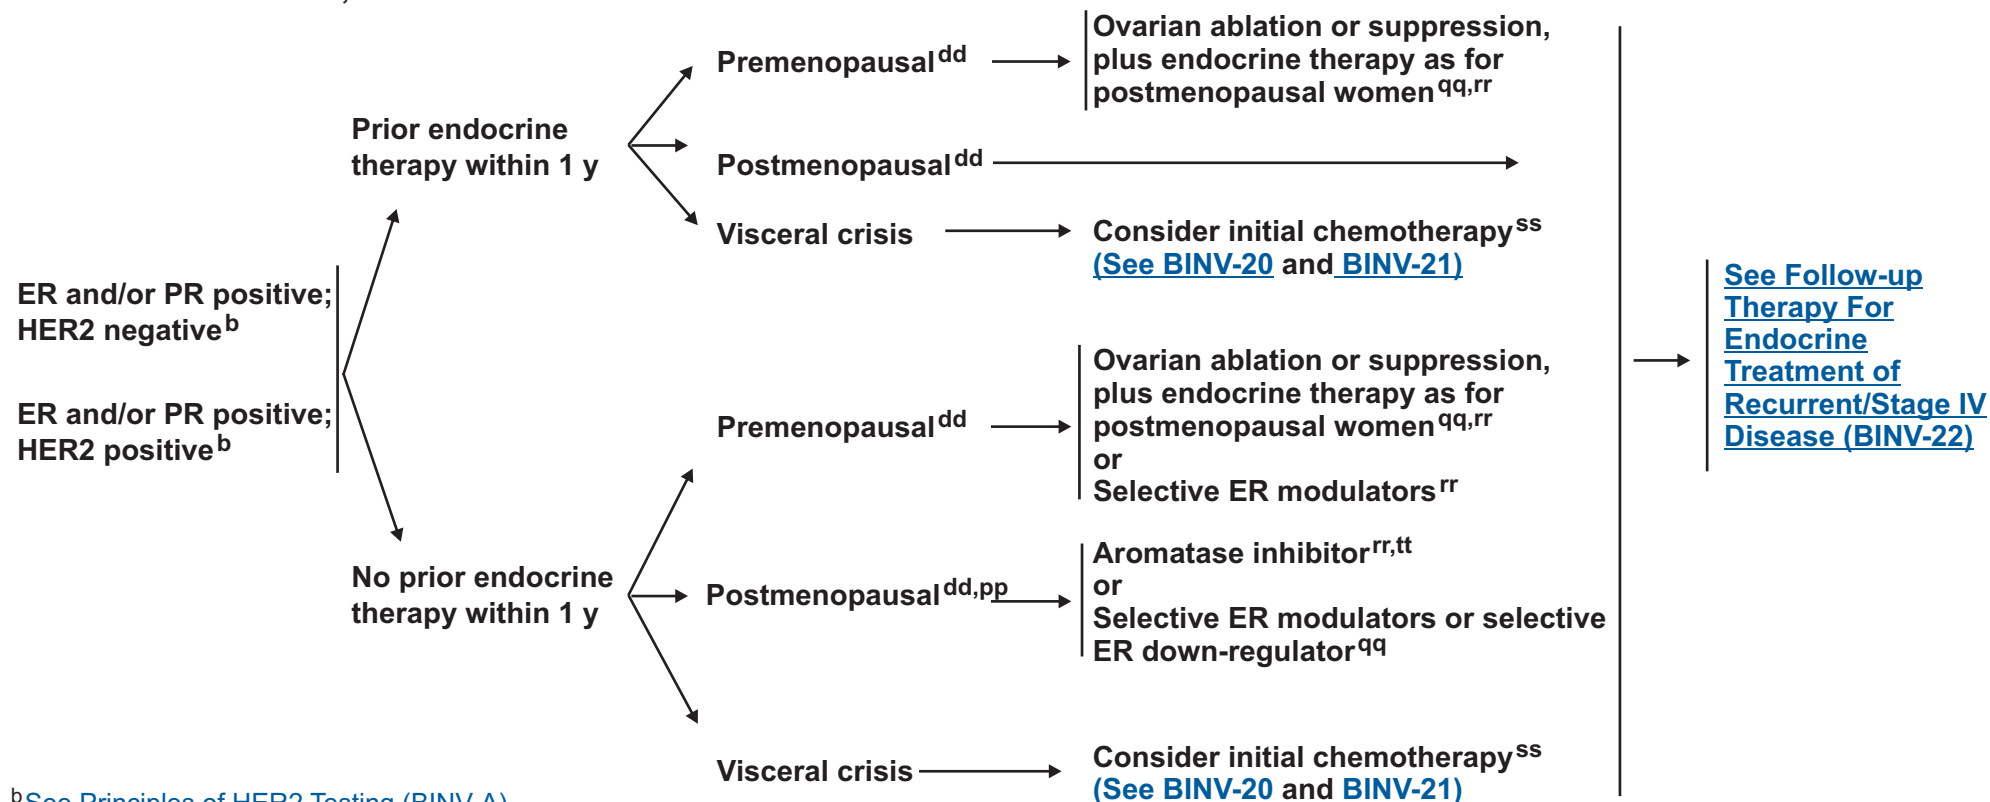 Ovarian ablation or suppression,
plus endocrine therapy as for
postmenopausal women qq,rr
Premenopausal dd
Prior endocrine
therapy within 1 y
Postmenopausal dd
Visceral crisis
Consider initial chemotherapy ss
(See BINV-20 and BINV-21)
ER and/or PR positive;
HER2 negative b
ER and/or PR positive;
HER2 positive b
Ovarian ablation or suppression,
plus endocrine therapy as for
postmenopausal women qq,rr
or
Selective ER modulators rr
Premenopausal dd
No prior endocrine
therapy within 1 y
Postmenopausal dd,pp
Aromatase inhibitor rr,tt
or
Selective ER modulators or selective
ER down-regulator qq
Visceral crisis
Consider initial chemotherapy ss
(See BINV-20 and BINV-21)
See Follow-up
Therapy For
Endocrine
Treatment of
Recurrent/Stage IV
Disease (BINV-22)
b See Principles of HER2 Testing (BINV-A)